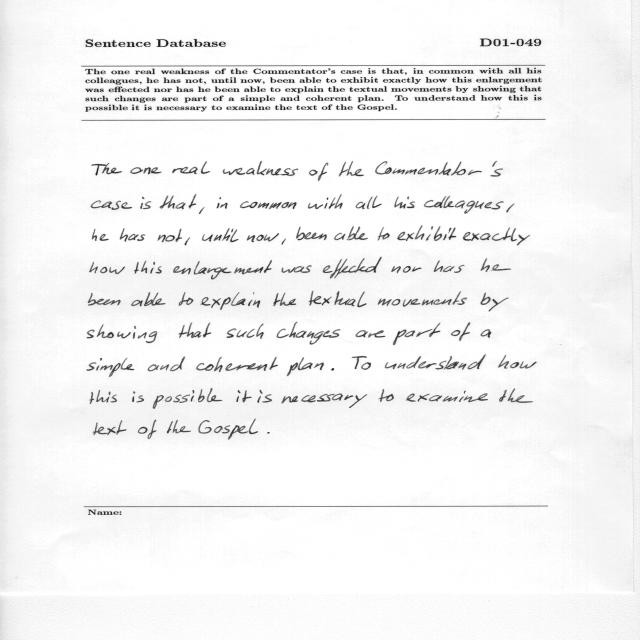 Sentence Database D01-049
The one real weakness of the Commentator's case is that, in common with all his
colleagues, he has not, until now, been able to exhibit exactly how this enlargement
was effected nor has he been able to explain the textual movements by showing that
such changes are part of a simple and coherent plan. To understand how this is
possible it is necessary to examine the text of the Gospel.
The one real weakness of the Commentator's
case is that, in common with all his colleagues,
he has not, until now, been able to exhibit exactly
how this enlargement was effected nor has he
been able to explain the textual movements by
showing that such changes are part of a
simple and coherent plan. To understand how
this is possible it is necessary to examine the
text of the Gospel.
Name: